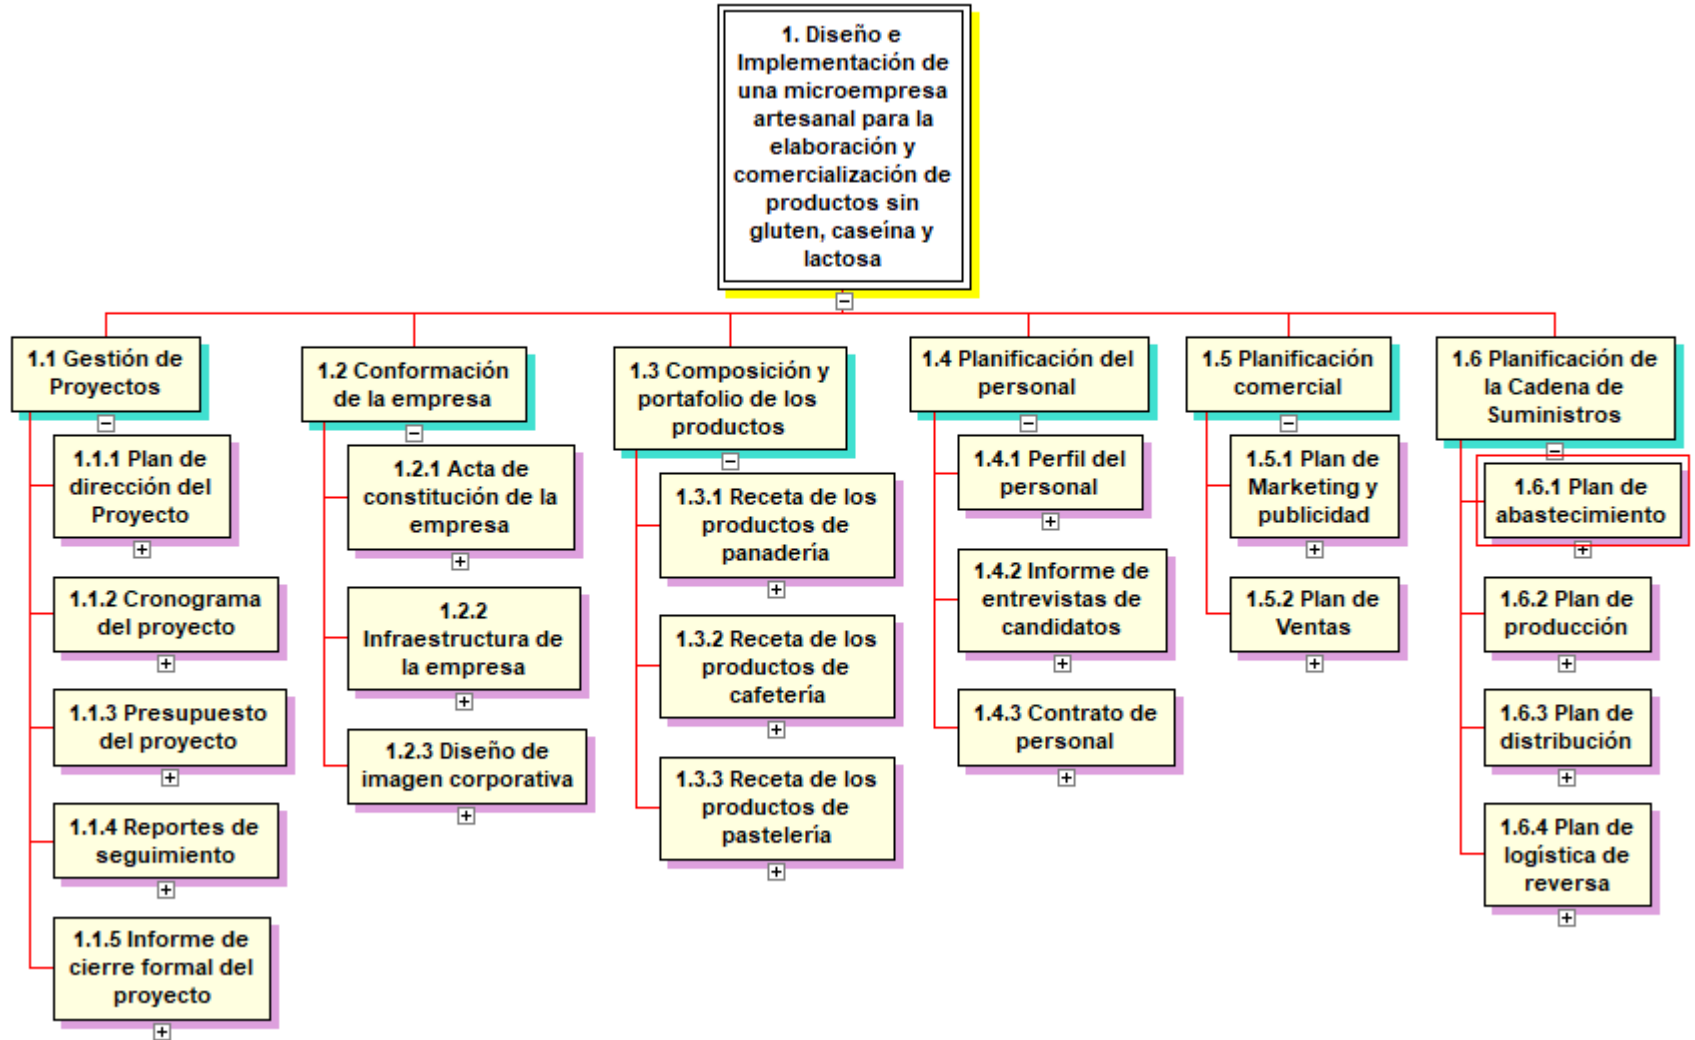 1. Diseño e
Implementación de
una microempresa
artesanal para la
elaboración y
comercialización de
productos sin
gluten, caseína y
lactosa
1.1 Gestión de
Proyectos
1.1.1 Plan de
dirección del
Proyecto
1.1.2 Cronograma
del proyecto
1.1.3 Presupuesto
del proyecto
1.1.4 Reportes de
seguimiento
1.1.5 Informe de
cierre formal del
proyecto
1.2 Conformación
de la empresa
1.2.1 Acta de
constitución de la
empresa
1.2.2
Infraestructura de
la empresa
1.2.3 Diseño de
imagen corporativa
1.3 Composición y
portafolio de los
productos
1.3.1 Receta de los
productos de
panadería
1.3.2 Receta de los
productos de
cafetería
1.3.3 Receta de los
productos de
pastelería
1.4 Planificación del
personal
1.4.1 Perfil del
personal
1.4.2 Informe de
entrevistas de
candidatos
1.4.3 Contrato de
personal
1.5 Planificación
comercial
1.5.1 Plan de
Marketing y
publicidad
1.5.2 Plan de
Ventas
1.6 Planificación de
la Cadena de
Suministros
1.6.1 Plan de
abastecimiento
1.6.2 Plan de
producción
1.6.3 Plan de
distribución
1.6.4 Plan de
logística de
reversa